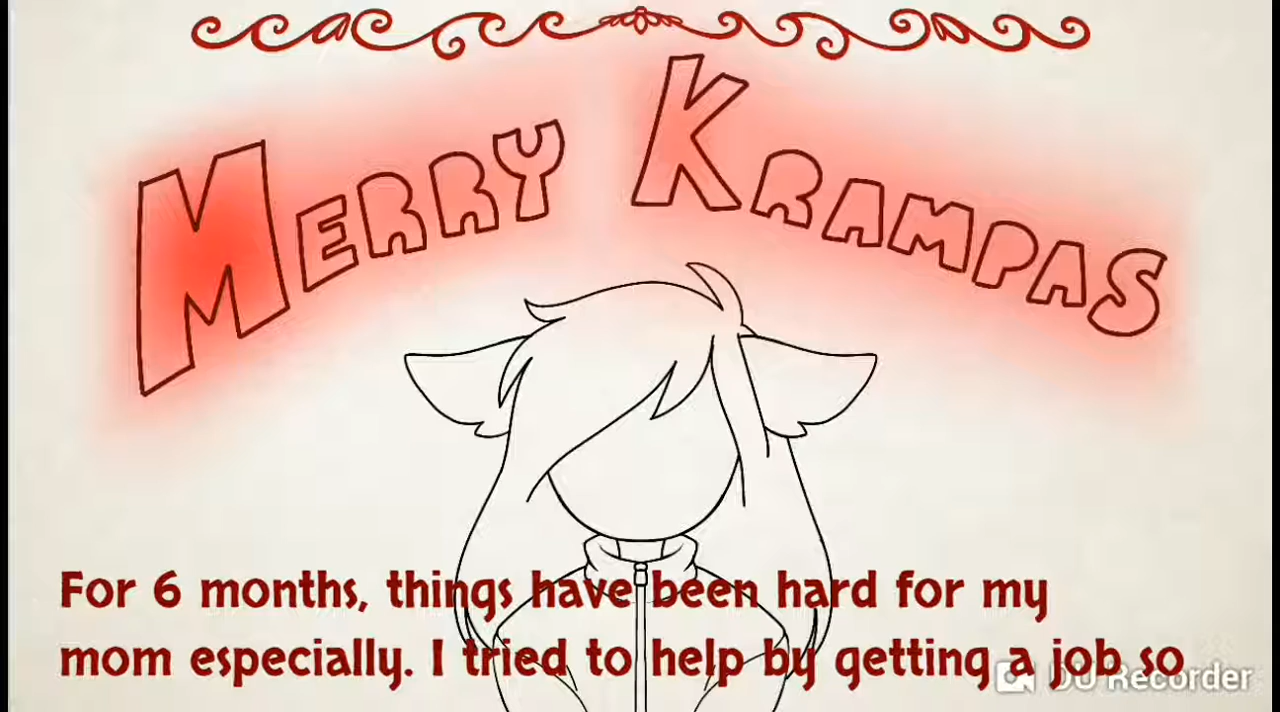 MERRY KRAMPAS
For 6 months, things have been hard for my
mom especially. I tried to help by getting a job so
DU Recorder